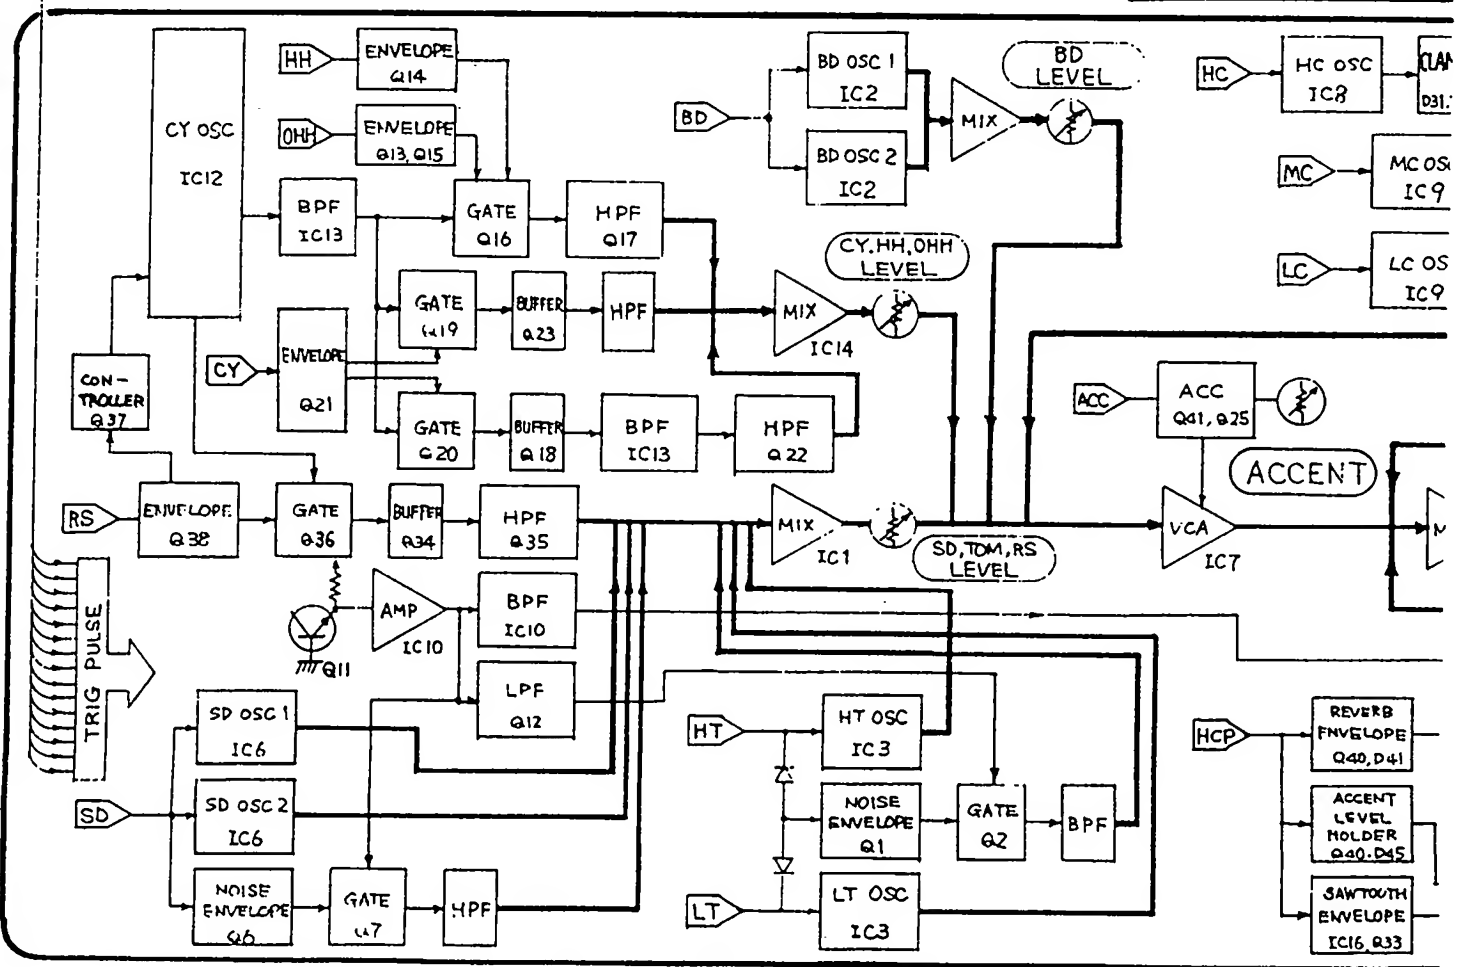 HH
ENVELOPE
Q14
OHH
ENVELOPE
Q13, Q15
CY OSC
IC12
BPF
IC13
GATE
Q16
HPF
Q17
GATE
Q19
BUFFER
Q23
HPF
CY
ENVELOPE
Q21
GATE
Q20
BUFFER
Q18
BPF
IC13
HPF
Q22
CON-
TROLLER
Q37
RS
ENVELOPE
Q38
GATE
Q36
BUFFER
Q34
HPF
Q35
Q11
AMP
IC10
BPF
IC10
LPF
Q12
TRIG PULSE
SD
SD OSC 1
IC6
SD OSC 2
IC6
NOISE
ENVELOPE
Q6
GATE
Q7
HPF
BD
BD OSC 1
IC2
BD OSC 2
IC2
MIX
BD
LEVEL
CY, HH, OHH
LEVEL
MIX
IC14
MIX
IC1
SD, TOM, RS
LEVEL
HT
HT OSC
IC3
NOISE
ENVELOPE
Q1
GATE
Q2
BPF
LT
LT OSC
IC3
HC
HC OSC
IC8
D31
MC
IC9
LC
IC9
ACC
ACC
Q41, Q25
ACCENT
VCA
IC7
HCP
REVERB
ENVELOPE
Q40, D41
ACCENT
LEVEL
HOLDER
Q40. D45
SAWTOOTH
ENVELOPE
IC16, Q33